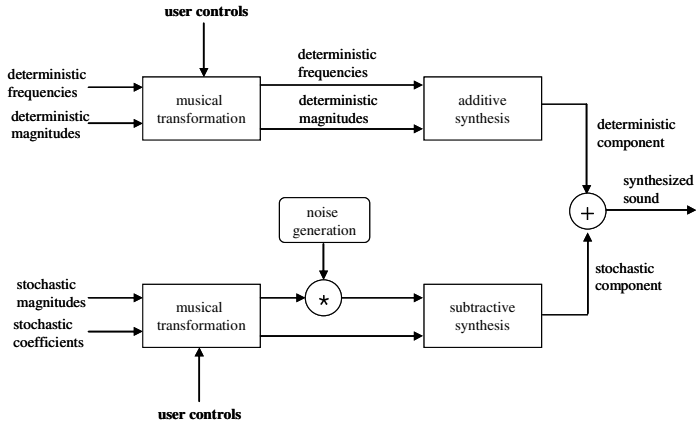 user controls
deterministic
frequencies
deterministic
magnitudes
musical
transformation
deterministic
frequencies
deterministic
magnitudes
additive
synthesis
deterministic
component
synthesized
sound
+
noise
generation
stochastic
magnitudes
stochastic
coefficients
musical
transformation
*
subtractive
synthesis
stochastic
component
user controls